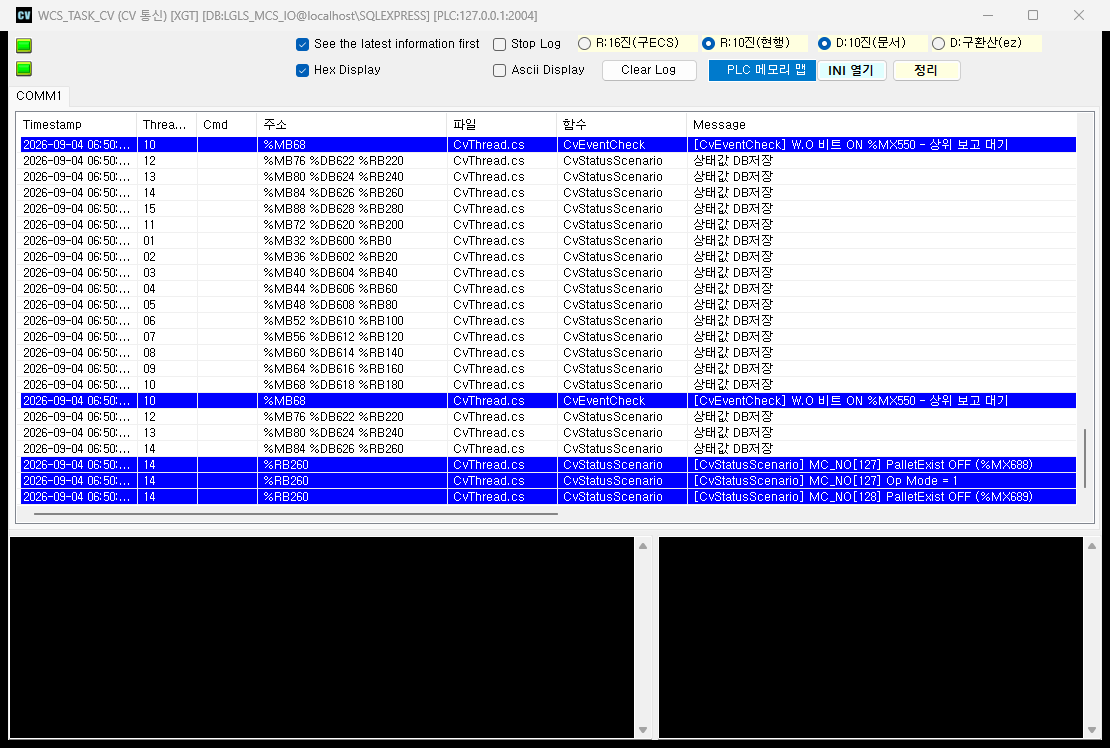 CV WCS_TASK_CV (CV 통신) [XGT] [DB:LGLS_MCS_IO@localhost\SQLEXPRESS] [PLC:127.0.0.1:2004]
See the latest information first Stop Log R:16진(구ECS) R:10진(현행) D:10진(문서) D:구환산(ez)
Hex Display Ascii Display Clear Log PLC 메모리 맵 INI 열기 정리
COMM1
Timestamp Threa... Cmd 주소 파일 함수 Message
2026-09-04 06:50:... 10 %MB68 CvThread.cs CvEventCheck [CvEventCheck] W.O 비트 ON %MX550 - 상위 보고 대기
2026-09-04 06:50:... 12 %MB76 %DB622 %RB220 CvThread.cs CvStatusScenario 상태값 DB저장
2026-09-04 06:50:... 13 %MB80 %DB624 %RB240 CvThread.cs CvStatusScenario 상태값 DB저장
2026-09-04 06:50:... 14 %MB84 %DB626 %RB260 CvThread.cs CvStatusScenario 상태값 DB저장
2026-09-04 06:50:... 15 %MB88 %DB628 %RB280 CvThread.cs CvStatusScenario 상태값 DB저장
2026-09-04 06:50:... 11 %MB72 %DB620 %RB200 CvThread.cs CvStatusScenario 상태값 DB저장
2026-09-04 06:50:... 01 %MB32 %DB600 %RB0 CvThread.cs CvStatusScenario 상태값 DB저장
2026-09-04 06:50:... 02 %MB36 %DB602 %RB20 CvThread.cs CvStatusScenario 상태값 DB저장
2026-09-04 06:50:... 03 %MB40 %DB604 %RB40 CvThread.cs CvStatusScenario 상태값 DB저장
2026-09-04 06:50:... 04 %MB44 %DB606 %RB60 CvThread.cs CvStatusScenario 상태값 DB저장
2026-09-04 06:50:... 05 %MB48 %DB608 %RB80 CvThread.cs CvStatusScenario 상태값 DB저장
2026-09-04 06:50:... 06 %MB52 %DB610 %RB100 CvThread.cs CvStatusScenario 상태값 DB저장
2026-09-04 06:50:... 07 %MB56 %DB612 %RB120 CvThread.cs CvStatusScenario 상태값 DB저장
2026-09-04 06:50:... 08 %MB60 %DB614 %RB140 CvThread.cs CvStatusScenario 상태값 DB저장
2026-09-04 06:50:... 09 %MB64 %DB616 %RB160 CvThread.cs CvStatusScenario 상태값 DB저장
2026-09-04 06:50:... 10 %MB68 %DB618 %RB180 CvThread.cs CvStatusScenario 상태값 DB저장
2026-09-04 06:50:... 10 %MB68 CvThread.cs CvEventCheck [CvEventCheck] W.O 비트 ON %MX550 - 상위 보고 대기
2026-09-04 06:50:... 12 %MB76 %DB622 %RB220 CvThread.cs CvStatusScenario 상태값 DB저장
2026-09-04 06:50:... 13 %MB80 %DB624 %RB240 CvThread.cs CvStatusScenario 상태값 DB저장
2026-09-04 06:50:... 14 %MB84 %DB626 %RB260 CvThread.cs CvStatusScenario 상태값 DB저장
2026-09-04 06:50:... 14 %RB260 CvThread.cs CvStatusScenario [CvStatusScenario] MC_NO[127] PalletExist OFF (%MX688)
2026-09-04 06:50:... 14 %RB260 CvThread.cs CvStatusScenario [CvStatusScenario] MC_NO[127] Op Mode = 1
2026-09-04 06:50:... 14 %RB260 CvThread.cs CvStatusScenario [CvStatusScenario] MC_NO[128] PalletExist OFF (%MX689)